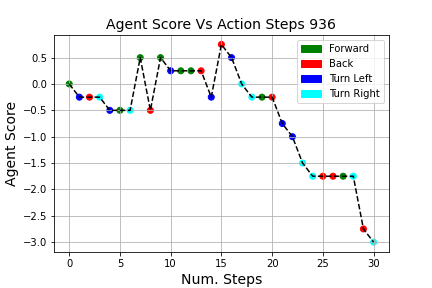 Agent Score Vs Action Steps 936
Agent Score
0.5
0.0
−0.5
−1.0
−1.5
−2.0
−2.5
−3.0
Forward
Back
Turn Left
Turn Right
0 5 10 15 20 25 30
Num. Steps